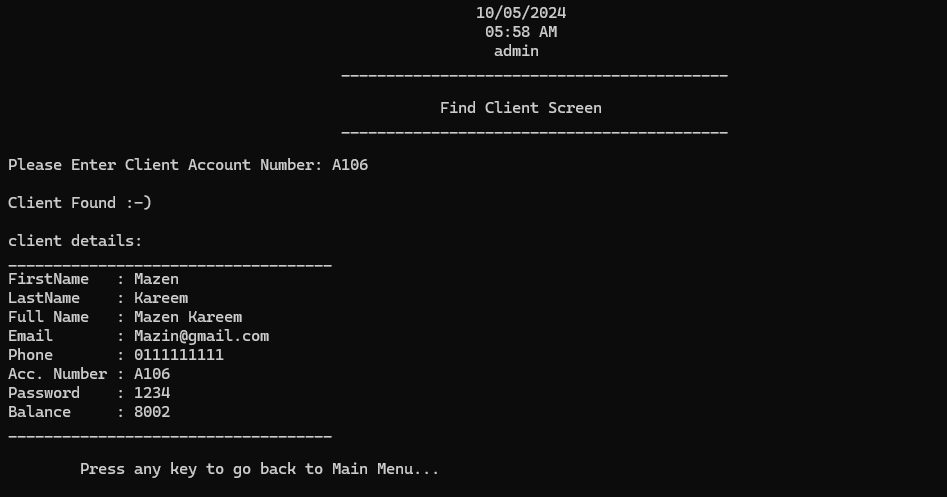 10/05/2024
05:58 AM
admin
___________________________________________
Find Client Screen
___________________________________________
Please Enter Client Account Number: A106
Client Found :-)
client details:
____________________________________
FirstName   : Mazen
LastName    : Kareem
Full Name   : Mazen Kareem
Email       : Mazin@gmail.com
Phone       : 0111111111
Acc. Number : A106
Password    : 1234
Balance     : 8002
____________________________________
Press any key to go back to Main Menu...